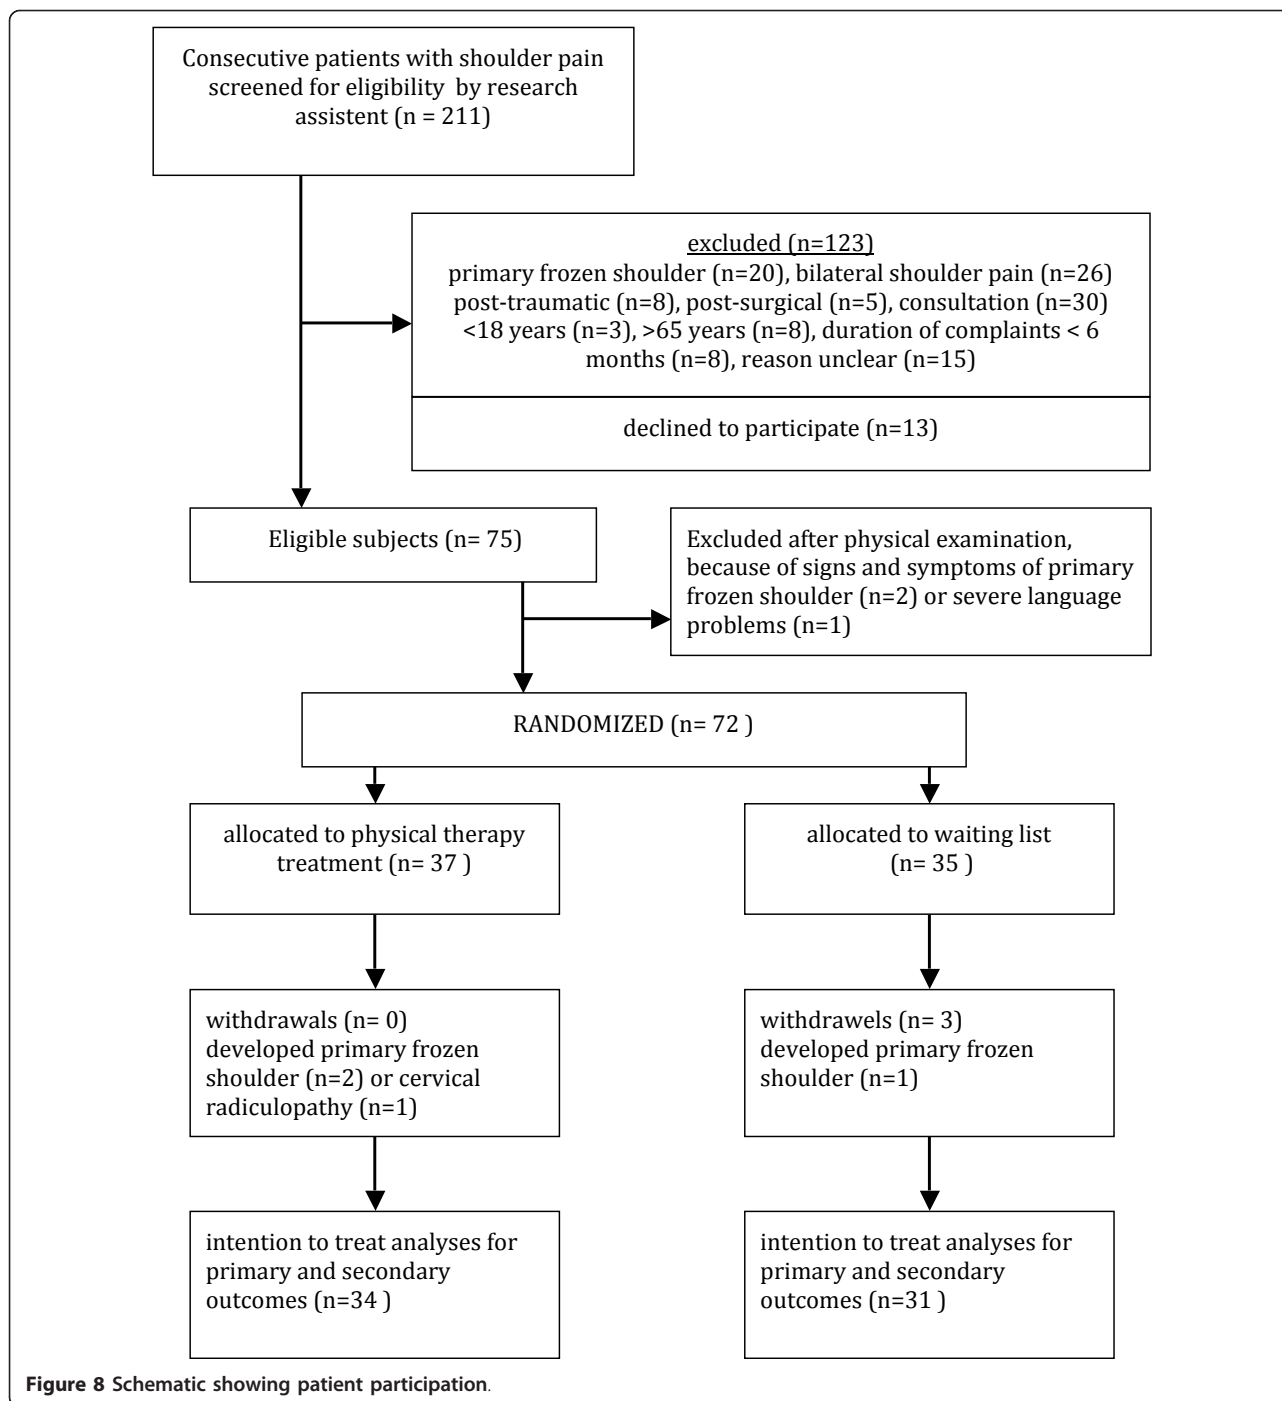 Consecutive patients with shoulder pain
screened for eligibility  by research
assistent (n = 211)
excluded (n=123)
primary frozen shoulder (n=20), bilateral shoulder pain (n=26)
post-traumatic (n=8), post-surgical (n=5), consultation (n=30)
<18 years (n=3), >65 years (n=8), duration of complaints < 6
months (n=8), reason unclear (n=15)
declined to participate (n=13)
Eligible subjects (n= 75)
Excluded after physical examination,
because of signs and symptoms of primary
frozen shoulder (n=2) or severe language
problems (n=1)
RANDOMIZED (n= 72 )
allocated to physical therapy
treatment (n= 37 )
allocated to waiting list
(n= 35 )
withdrawals (n= 0)
developed primary frozen
shoulder (n=2) or cervical
radiculopathy (n=1)
withdrawels (n= 3)
developed primary frozen
shoulder (n=1)
intention to treat analyses for
primary and secondary
outcomes (n=34 )
intention to treat analyses for
primary and secondary
outcomes (n=31 )
Figure 8 Schematic showing patient participation.